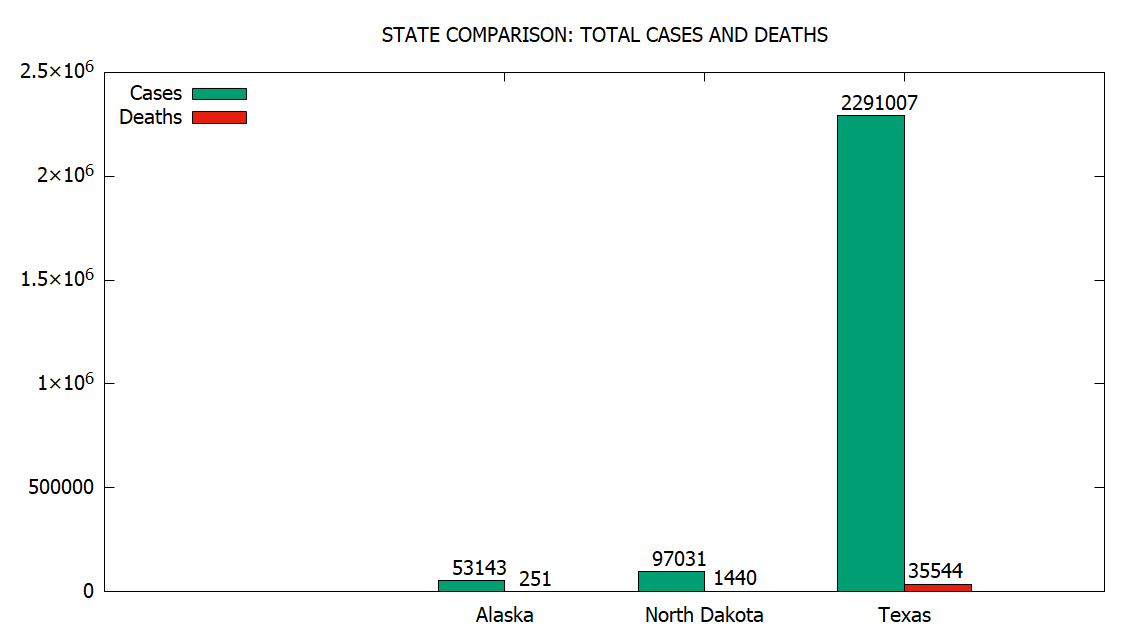 STATE COMPARISON: TOTAL CASES AND DEATHS
2.5×10⁶
Cases
Deaths
2291007
2×10⁶
1.5×10⁶
1×10⁶
500000
53143
251
97031
1440
35544
0
Alaska
North Dakota
Texas